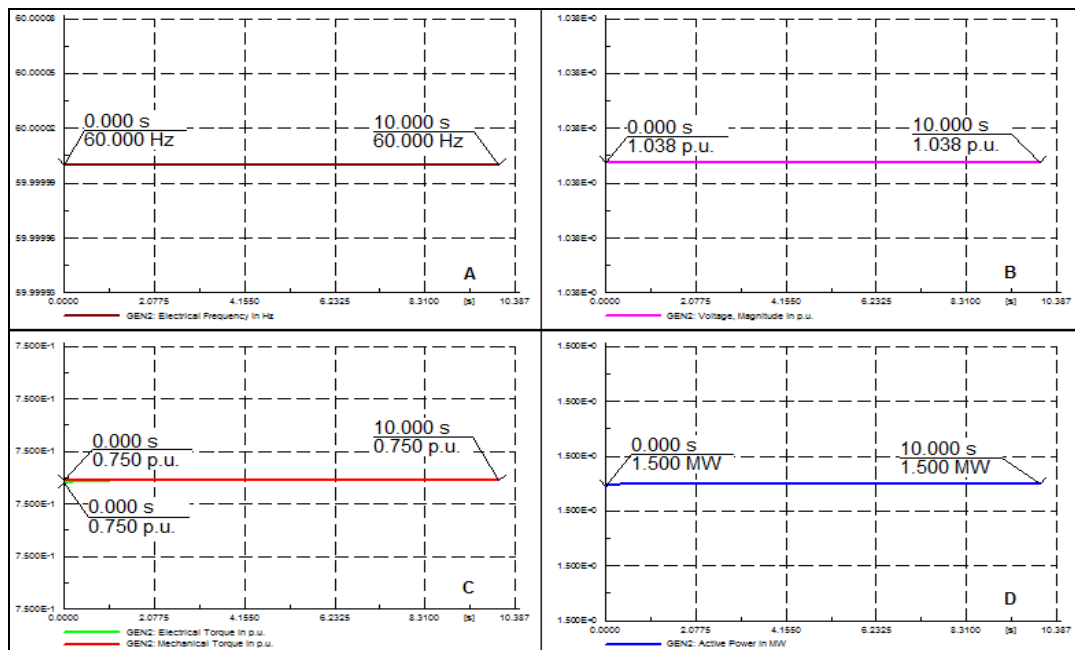 60.00008
60.00005
60.00002
59.99999
59.99996
59.99993
0.000 s
60.000 Hz
10.000 s
60.000 Hz
A
0.0000 2.0775 4.1550 6.2325 8.3100 [s] 10.387
GEN2: Electrical Frequency in Hz
1.038E+0
1.038E+0
1.038E+0
1.038E+0
1.038E+0
1.038E+0
0.000 s
1.038 p.u.
10.000 s
1.038 p.u.
B
0.0000 2.0775 4.1550 6.2325 8.3100 [s] 10.387
GEN2: Voltage, Magnitude in p.u.
7.500E-1
7.500E-1
7.500E-1
7.500E-1
7.500E-1
7.500E-1
0.000 s
0.750 p.u.
10.000 s
0.750 p.u.
0.000 s
0.750 p.u.
C
0.0000 2.0775 4.1550 6.2325 8.3100 [s] 10.387
GEN2: Electrical Torque in p.u.
GEN2: Mechanical Torque in p.u.
1.500E+0
1.500E+0
1.500E+0
1.500E+0
1.500E+0
1.500E+0
0.000 s
1.500 MW
10.000 s
1.500 MW
D
0.0000 2.0775 4.1550 6.2325 8.3100 [s] 10.387
GEN2: Active Power in MW